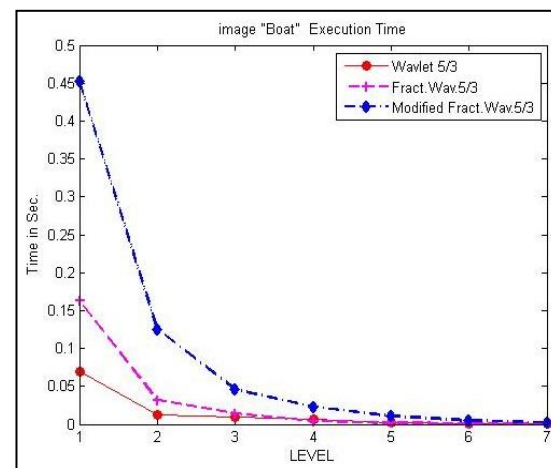 image "Boat" Execution Time
0.5
0.45
0.4
0.35
0.3
0.25
0.2
0.15
0.1
0.05
0
Time in Sec.
Wavlet 5/3
Fract.Wav.5/3
Modified Fract.Wav.5/3
1 2 3 4 5 6 7
LEVEL